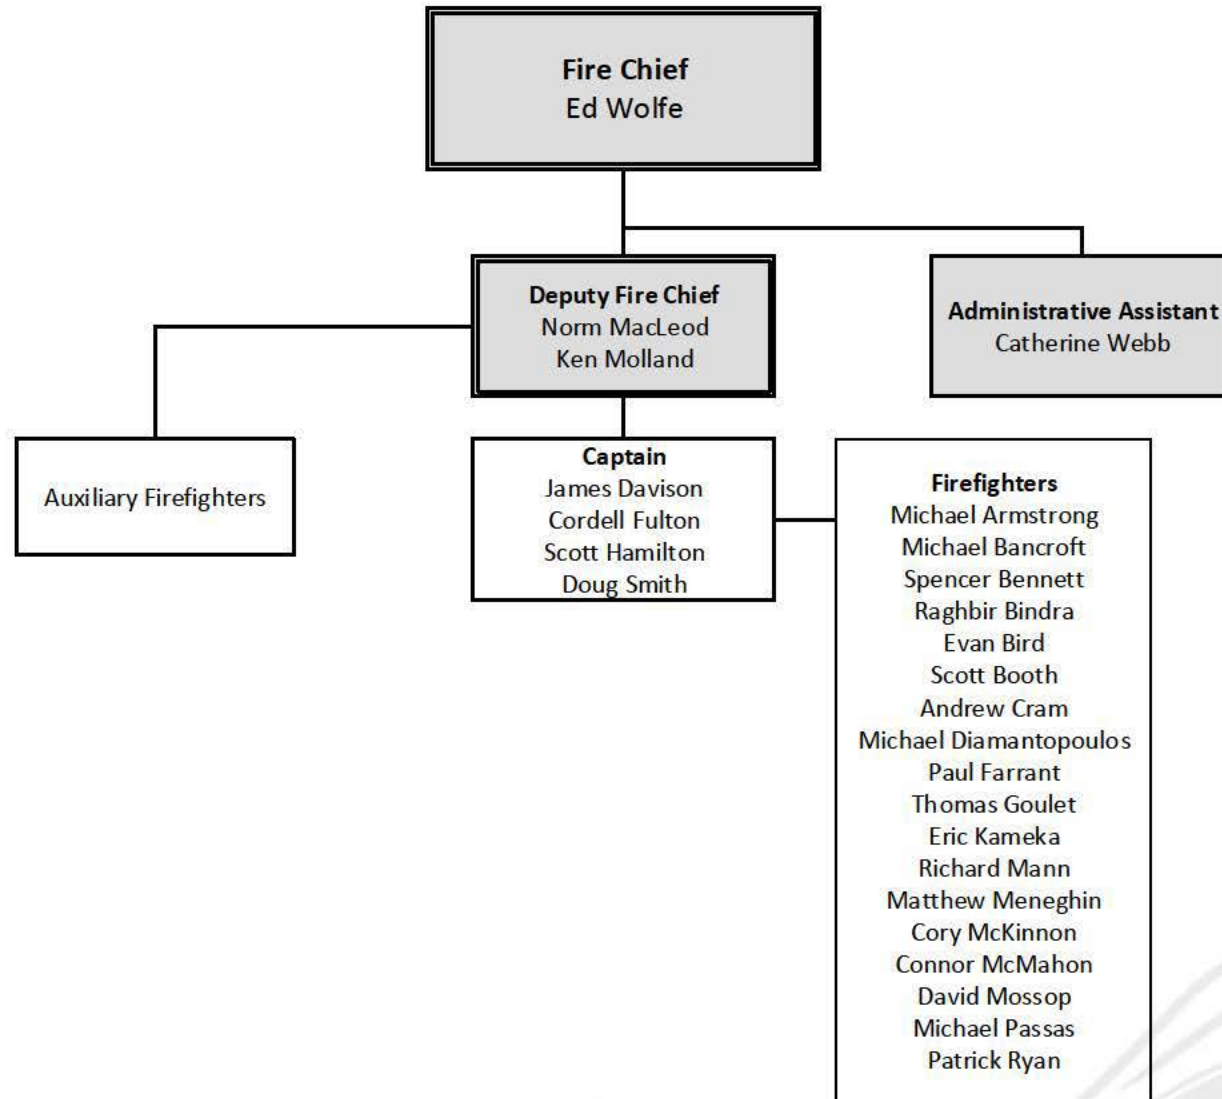 Fire Chief
Ed Wolfe
Deputy Fire Chief
Norm MacLeod
Ken Molland
Administrative Assistant
Catherine Webb
Auxiliary Firefighters
Captain
James Davison
Cordell Fulton
Scott Hamilton
Doug Smith
Firefighters
Michael Armstrong
Michael Bancroft
Spencer Bennett
Raghbir Bindra
Evan Bird
Scott Booth
Andrew Cram
Michael Diamantopoulos
Paul Farrant
Thomas Goulet
Eric Kameka
Richard Mann
Matthew Meneghin
Cory McKinnon
Connor McMahon
David Mossop
Michael Passas
Patrick Ryan